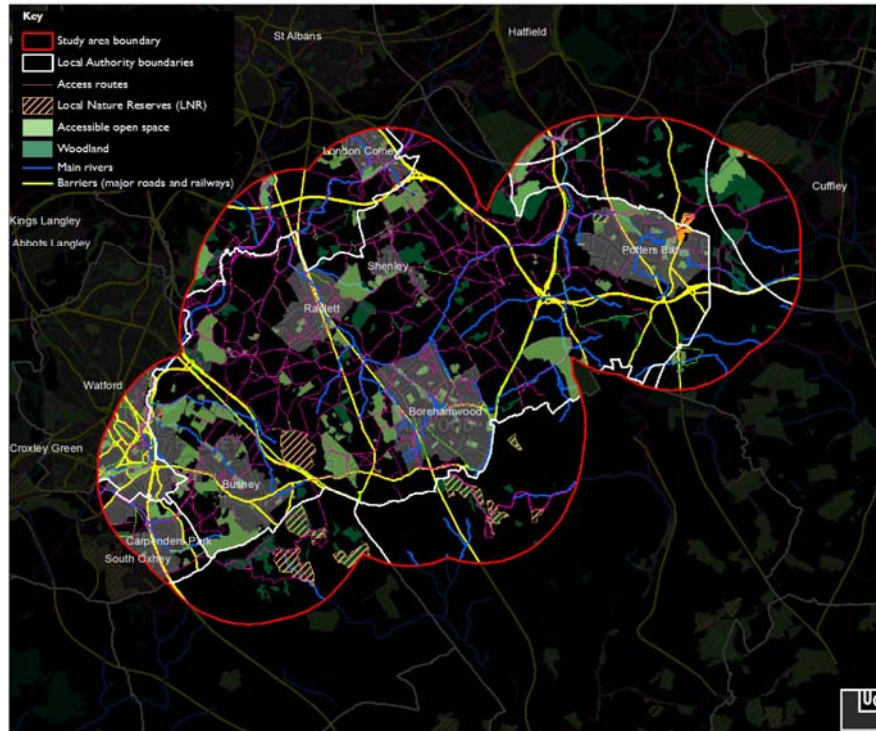 Key
Study area boundary
Local Authority boundaries
Access routes
Local Nature Reserves (LNR)
Accessible open space
Woodland
Main rivers
Barriers (major roads and railways)
St Albans
Hatfield
London Colney
Cuffley
Kings Langley
Abbots Langley
Potters Bar
Shenley
Radlett
Watford
Borehamwood
Croxley Green
Bushey
Carpenders Park
South Oxhey